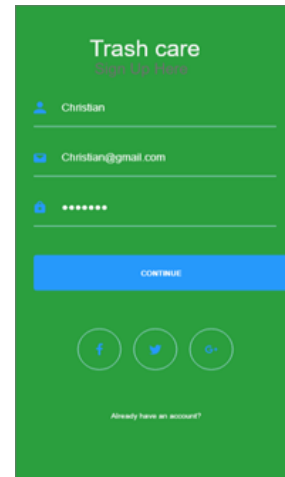 Trash care
Sign Up Here
Christian
Christian@gmail.com
•••••••
CONTINUE
f
G+
Already have an account?